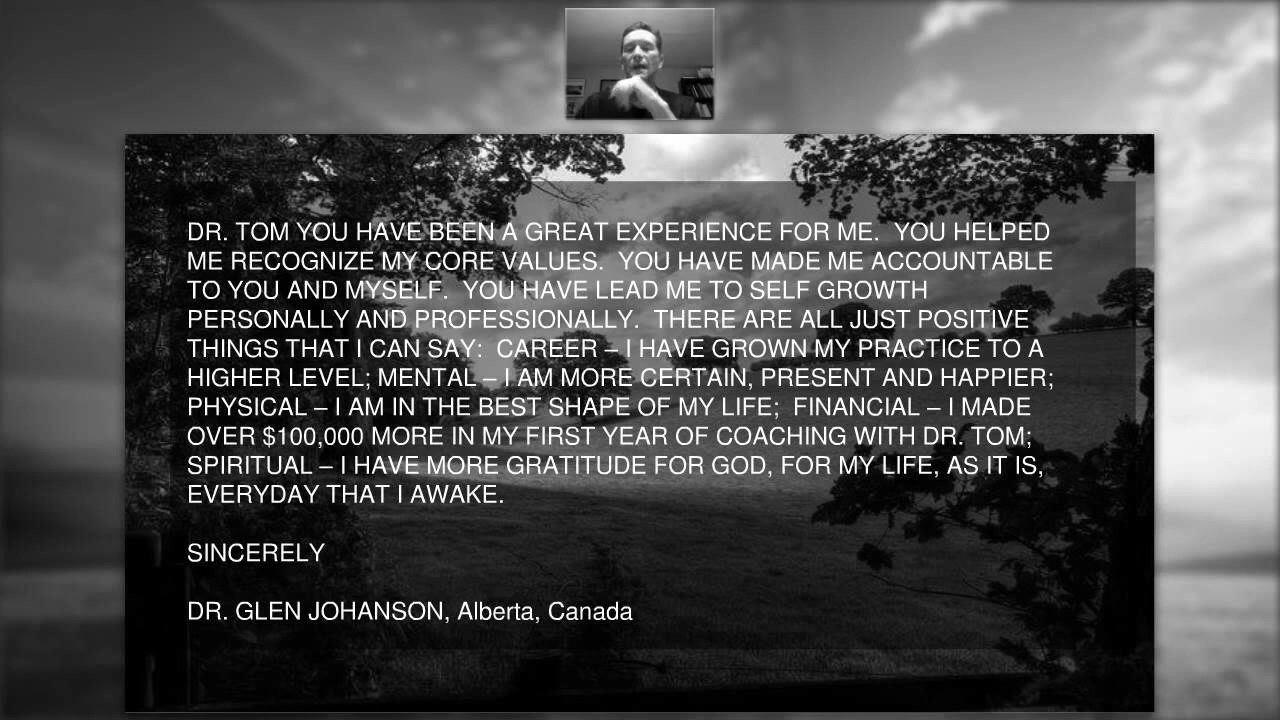 DR. TOM YOU HAVE BEEN A GREAT EXPERIENCE FOR ME.  YOU HELPED
ME RECOGNIZE MY CORE VALUES.  YOU HAVE MADE ME ACCOUNTABLE
TO YOU AND MYSELF.  YOU HAVE LEAD ME TO SELF GROWTH
PERSONALLY AND PROFESSIONALLY.  THERE ARE ALL JUST POSITIVE
THINGS THAT I CAN SAY:  CAREER – I HAVE GROWN MY PRACTICE TO A
HIGHER LEVEL; MENTAL – I AM MORE CERTAIN, PRESENT AND HAPPIER;
PHYSICAL – I AM IN THE BEST SHAPE OF MY LIFE;  FINANCIAL – I MADE
OVER $100,000 MORE IN MY FIRST YEAR OF COACHING WITH DR. TOM;
SPIRITUAL – I HAVE MORE GRATITUDE FOR GOD, FOR MY LIFE, AS IT IS,
EVERYDAY THAT I AWAKE.
SINCERELY
DR. GLEN JOHANSON, Alberta, Canada